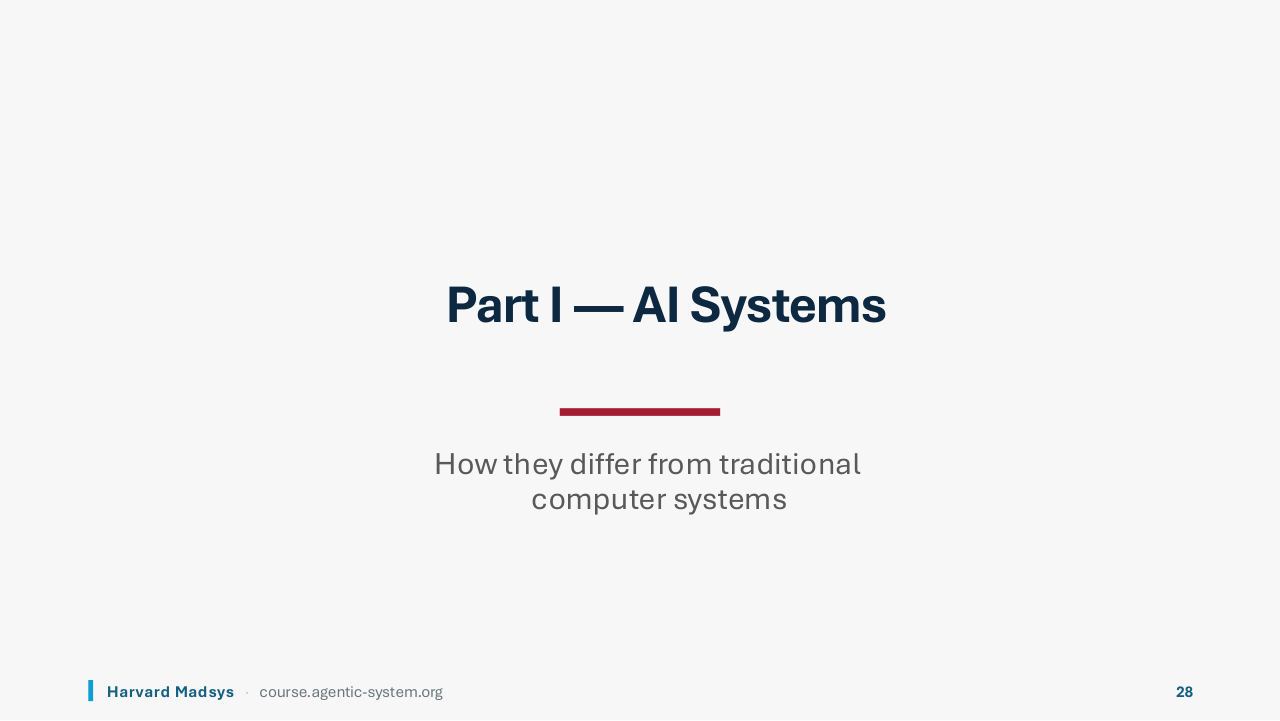 Part I — AI Systems
How they differ from traditional
computer systems
Harvard Madsys · course.agentic-system.org
28